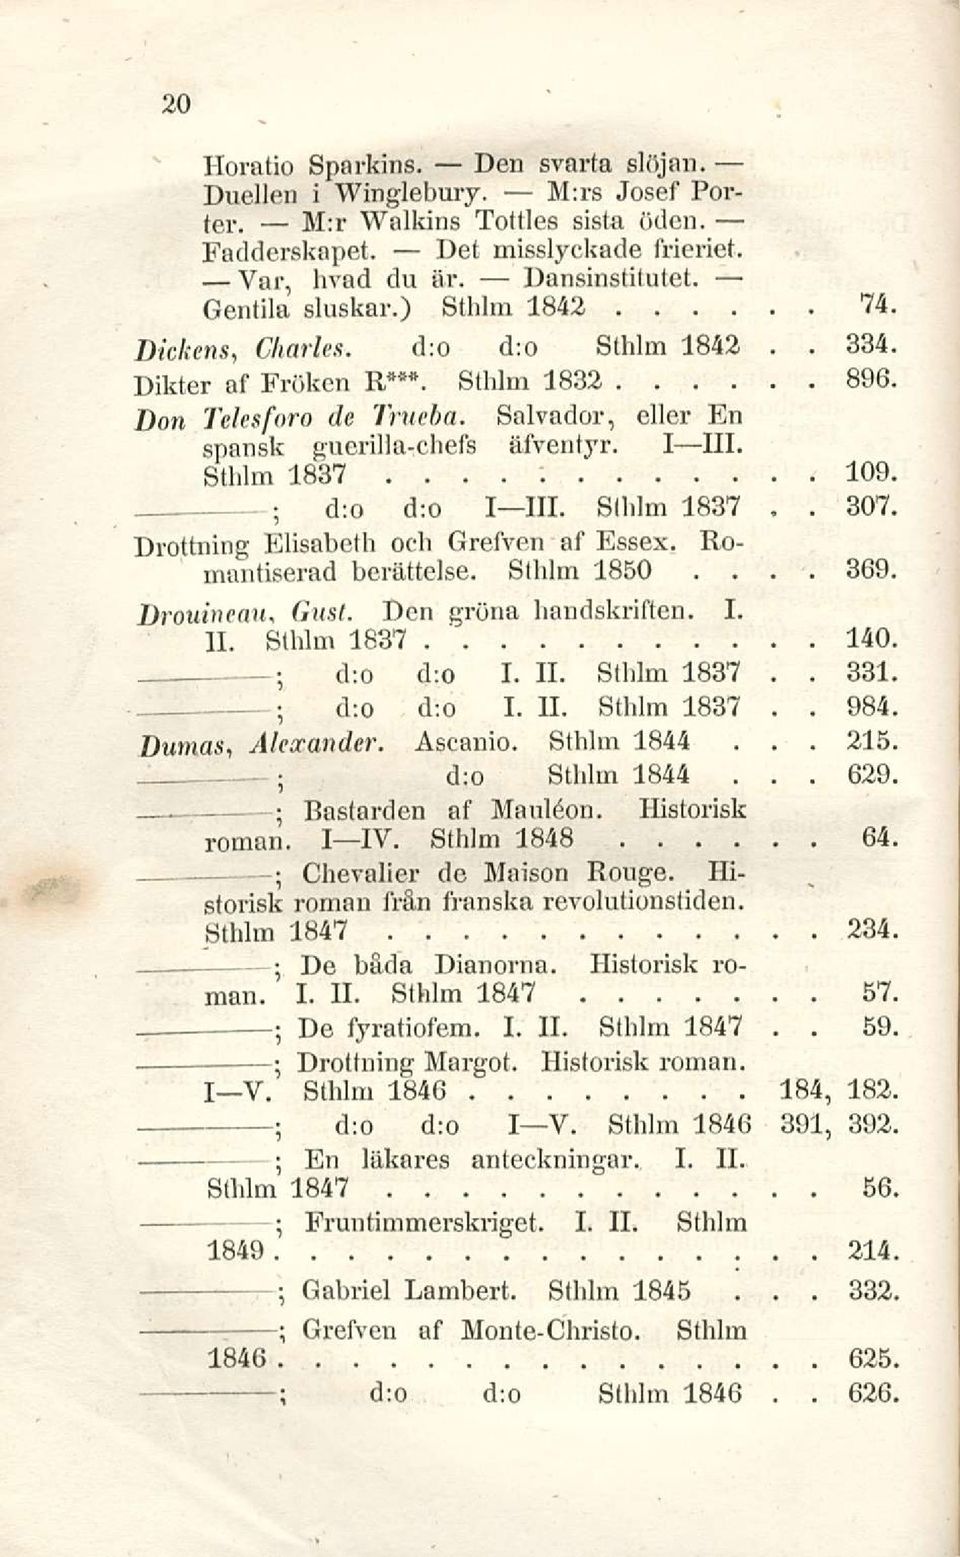 20
Horatio Sparkins. — Den svarta slöjan. —
Duellen i Winglebury. — M:rs Josef Por-
ter. — M:r Walkins Tottles sista öden. —
Fadderskapet. — Det misslyckade frieriet.
— Var, hvad du är. — Dansinstitutet. —
Gentila sluskar.) Sthlm 1842 . . . . . . 74.
Dickens, Charles. d:o d:o Sthlm 1842 . . 334.
Dikter af Fröken R***. Sthlm 1832 . . . . . . 896.
Don Telesforo de Trueba. Salvador, eller En
spansk guerilla-chefs äfventyr. I—III.
Sthlm 1837 . . . . . . . . . . . . 109.
———; d:o d:o I—III. Sthlm 1837 . . 307.
Drottning Elisabeth och Grefven af Essex. Ro-
mantiserad berättelse. Sthlm 1850 . . . . 369.
Drouineau, Gust. Den gröna handskriften. I.
II. Sthlm 1837 . . . . . . . . . . . 140.
———; d:o d:o I. II. Sthlm 1837 . . 331.
———; d:o d:o I. II. Sthlm 1837 . . 984.
Dumas, Alexander. Ascanio. Sthlm 1844 . . . 215.
———; d:o Sthlm 1844 . . . 629.
———; Bastarden af Mauléon. Historisk
roman. I—IV. Sthlm 1848 . . . . . . 64.
———; Chevalier de Maison Rouge. Hi-
storisk roman från franska revolutionstiden.
Sthlm 1847 . . . . . . . . . . . . 234.
———; De båda Dianorna. Historisk ro-
man. I. II. Sthlm 1847 . . . . . . . 57.
———; De fyratiofem. I. II. Sthlm 1847 . . 59.
———; Drottning Margot. Historisk roman.
I—V. Sthlm 1846 . . . . . . . . 184, 182.
———; d:o d:o I—V. Sthlm 1846 391, 392.
———; En läkares anteckningar. I. II.
Sthlm 1847 . . . . . . . . . . . . 56.
———; Fruntimmerskriget. I. II. Sthlm
1849 . . . . . . . . . . . . . . . 214.
———; Gabriel Lambert. Sthlm 1845 . . . 332.
———; Grefven af Monte-Christo. Sthlm
1846 . . . . . . . . . . . . . . . 625.
———; d:o d:o Sthlm 1846 . . 626.